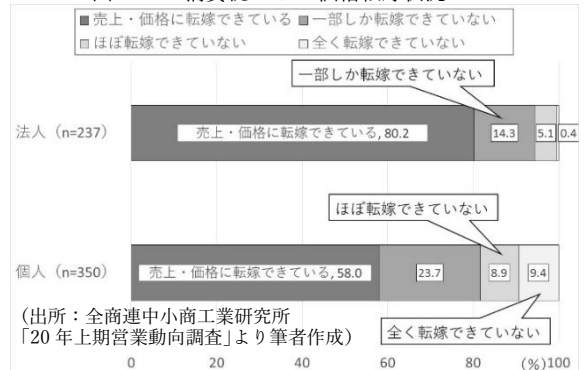 ■売上・価格に転嫁できている ■一部しか転嫁できていない
□ほぼ転嫁できていない □全く転嫁できていない
一部しか転嫁できていない
法人（n=237） 売上・価格に転嫁できている, 80.2 14.3 5.1 0.4
ほぼ転嫁できていない
個人（n=350） 売上・価格に転嫁できている, 58.0 23.7 8.9 9.4
（出所：全商連中小商工業研究所
「20年上期営業動向調査」より筆者作成）
全く転嫁できていない
0 20 40 60 80 (%)100